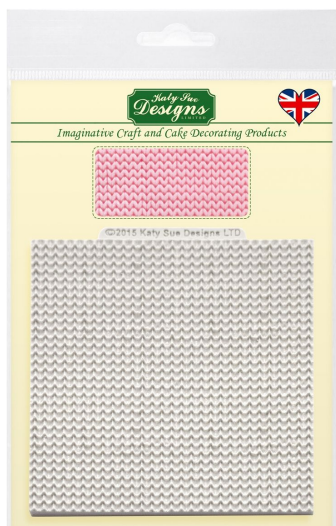 Katy Sue
Designs
LIMITED
Imaginative Craft and Cake Decorating Products
©2015 Katy Sue Designs LTD